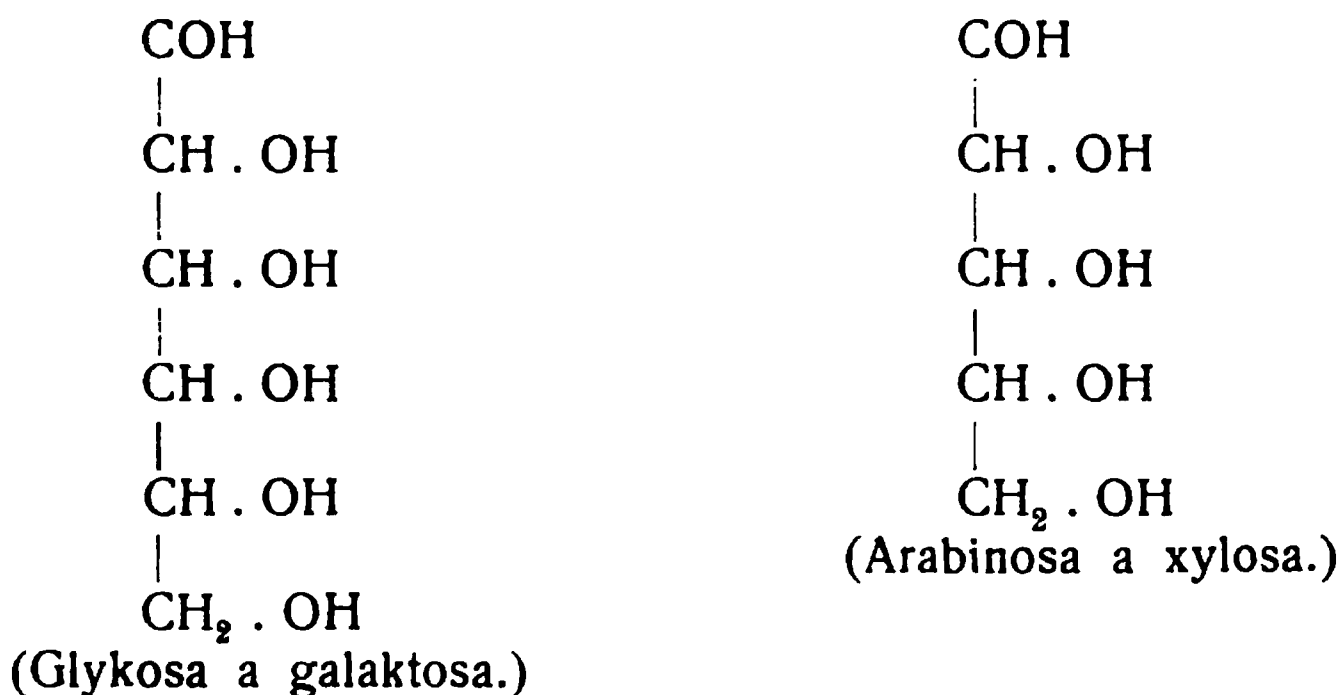 COH
CH . OH
CH . OH
CH . OH
CH . OH
CH₂ . OH
(Glykosa a galaktosa.)
COH
CH . OH
CH . OH
CH . OH
CH₂ . OH
(Arabinosa a xylosa.)